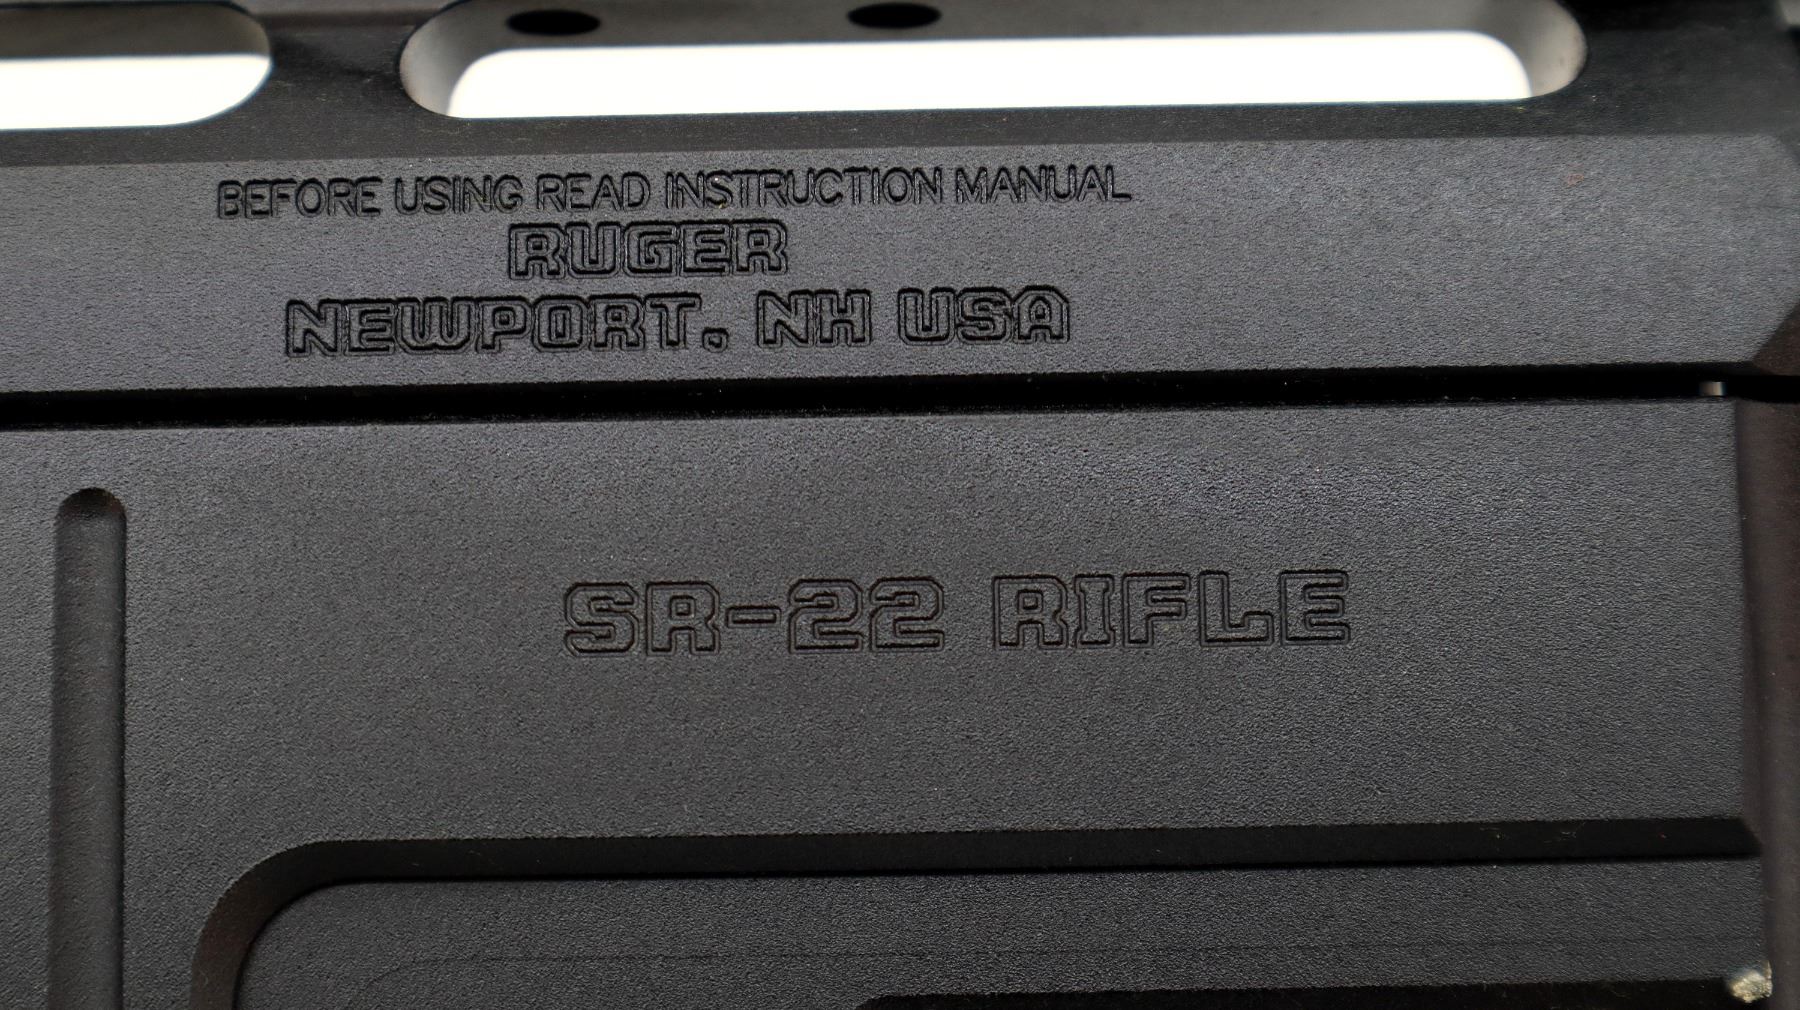 BEFORE USING READ INSTRUCTION MANUAL
RUGER
NEWPORT, NH USA
SR-22 RIFLE